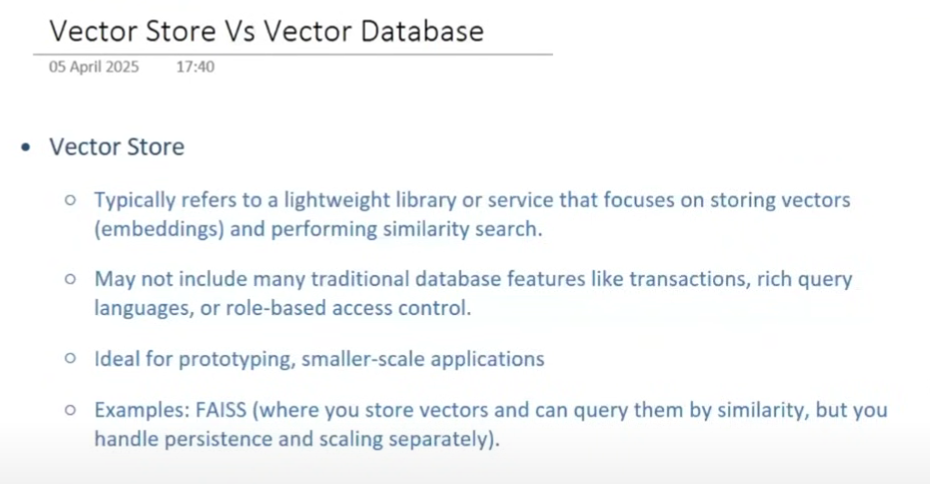 Vector Store Vs Vector Database
05 April 2025 17:40
• Vector Store
○ Typically refers to a lightweight library or service that focuses on storing vectors
(embeddings) and performing similarity search.
○ May not include many traditional database features like transactions, rich query
languages, or role-based access control.
○ Ideal for prototyping, smaller-scale applications
○ Examples: FAISS (where you store vectors and can query them by similarity, but you
handle persistence and scaling separately).